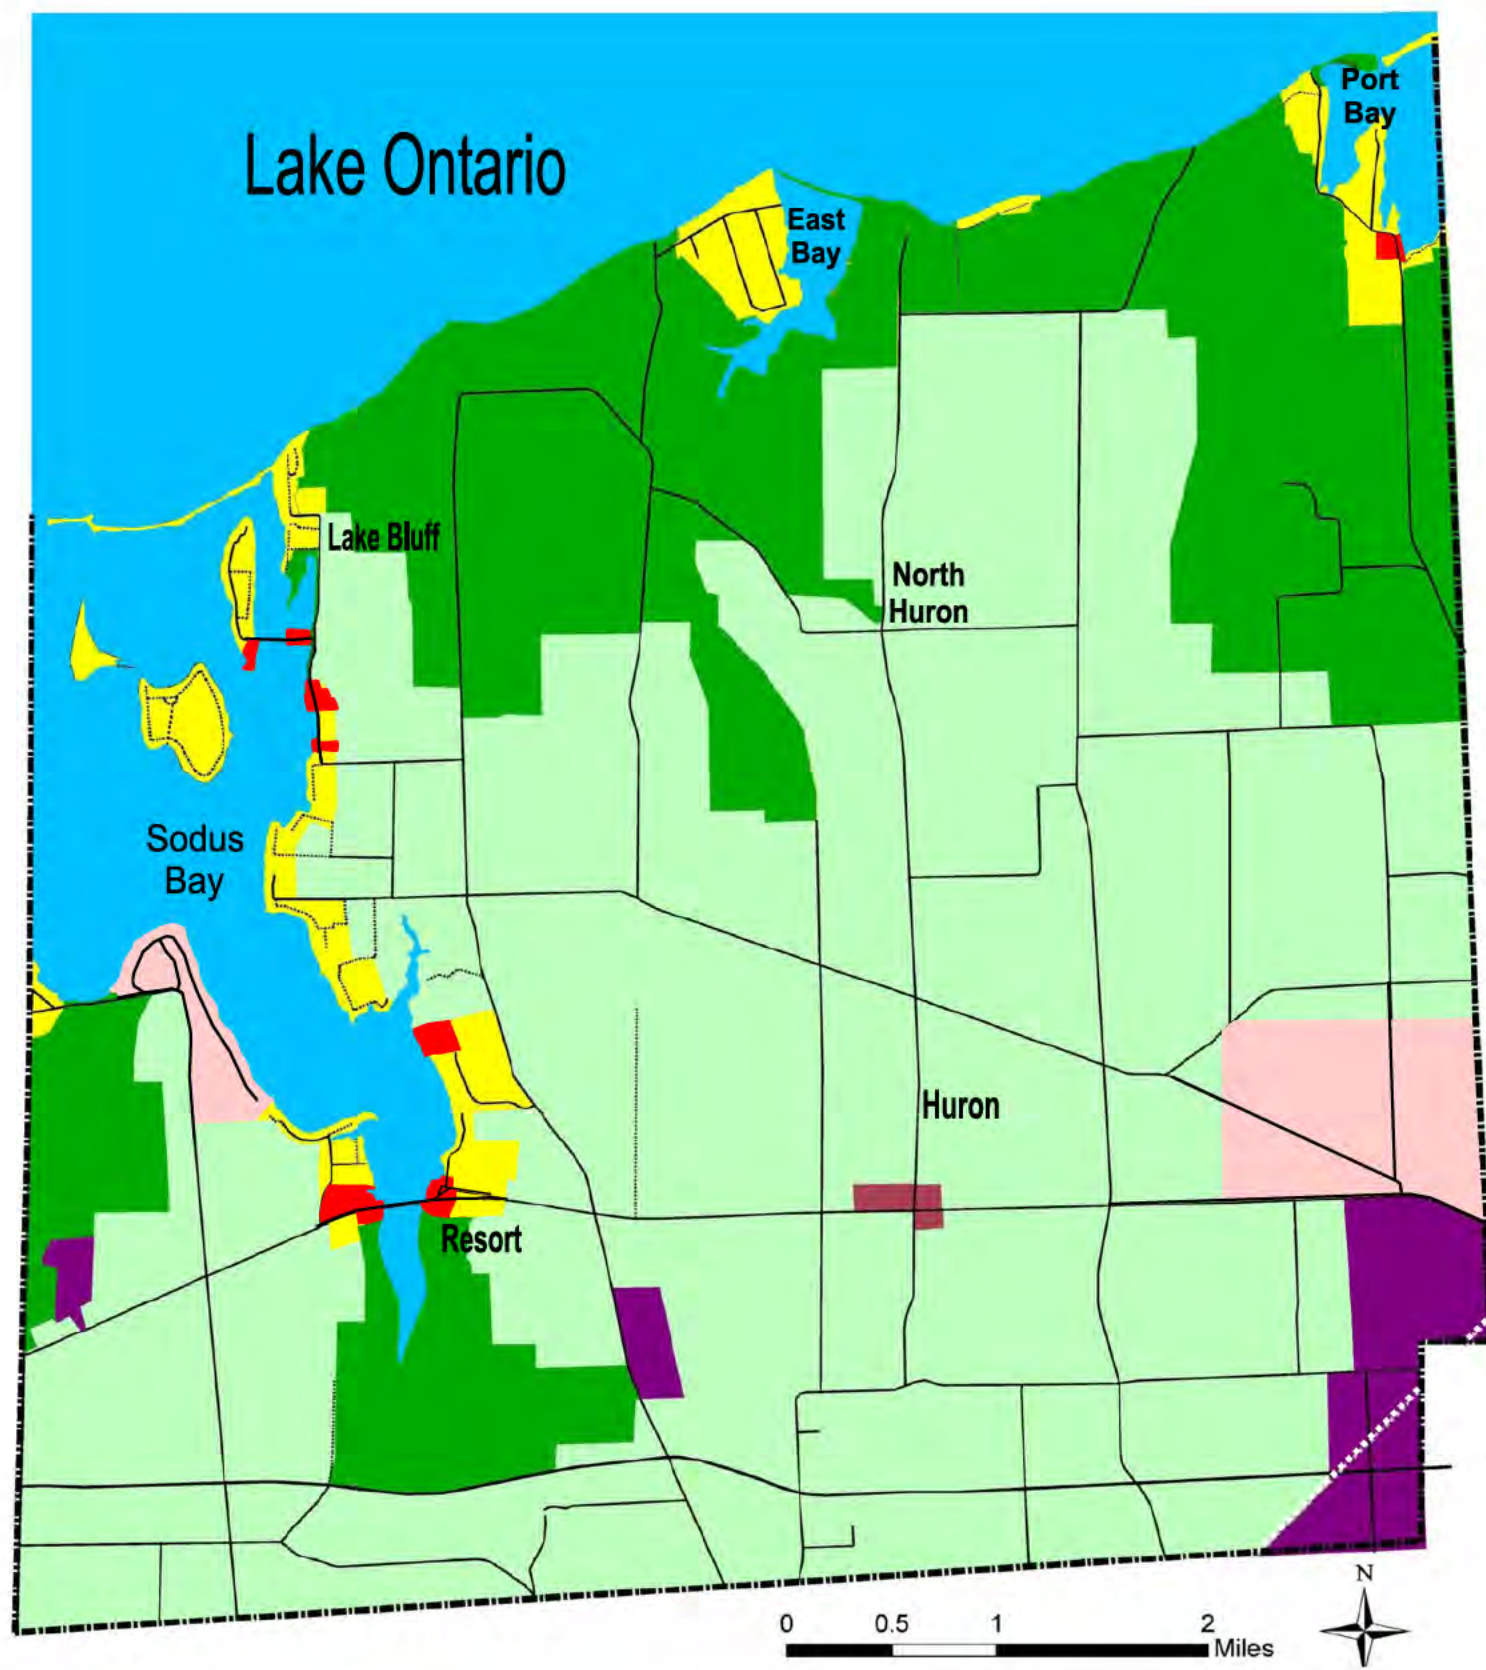 Port
Bay
Lake Ontario
East
Bay
Lake Bluff
North
Huron
Sodus
Bay
Huron
Resort
N
0 0.5 1 2
Miles